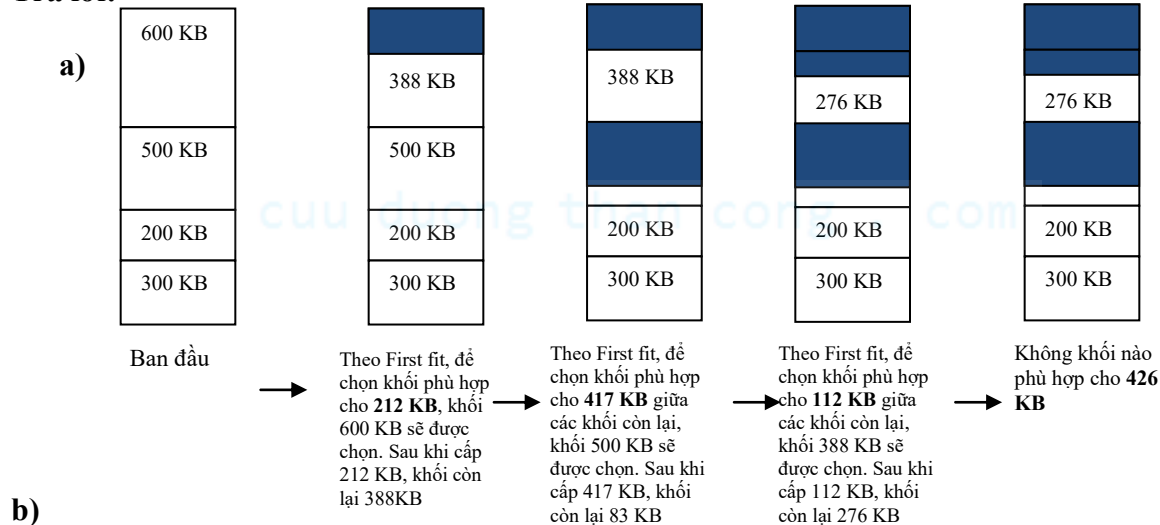 a)
600 KB
500 KB
200 KB
300 KB
Ban đầu
388 KB
500 KB
200 KB
300 KB
Theo First fit, để
chọn khối phù hợp
cho 212 KB, khối
600 KB sẽ được
chọn. Sau khi cấp
212 KB, khối còn
lại 388KB
388 KB
200 KB
300 KB
Theo First fit, để
chọn khối phù hợp
cho 417 KB giữa
các khối còn lại,
khối 500 KB sẽ
được chọn. Sau khi
cấp 417 KB, khối
còn lại 83 KB
276 KB
200 KB
300 KB
Theo First fit, để
chọn khối phù hợp
cho 112 KB giữa
các khối còn lại,
khối 388 KB sẽ
được chọn. Sau khi
cấp 112 KB, khối
còn lại 276 KB
276 KB
200 KB
300 KB
Không khối nào
phù hợp cho 426
KB
cuu duong than cong . com
b)